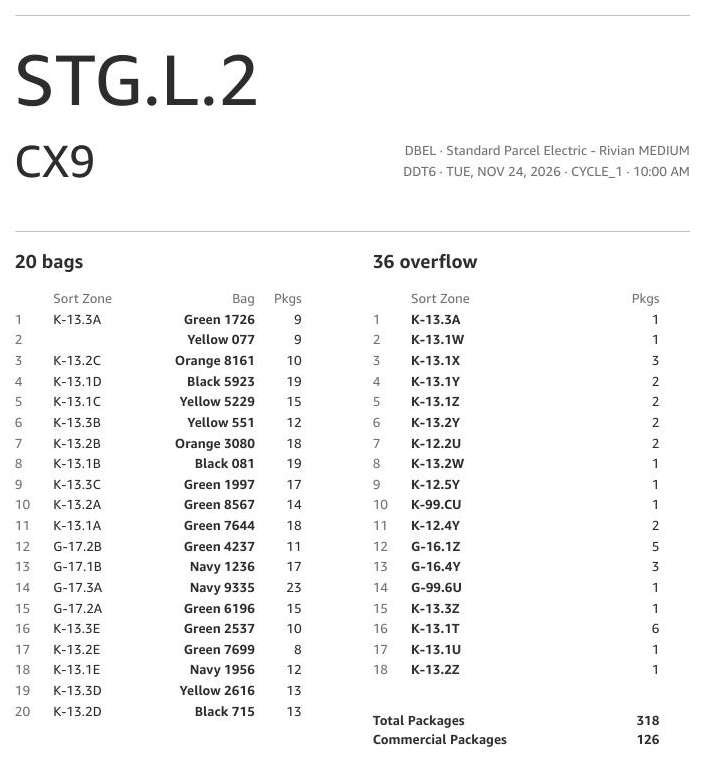 STG.L.2
CX9
DBEL · Standard Parcel Electric - Rivian MEDIUM
DDT6 · TUE, NOV 24, 2026 · CYCLE_1 · 10:00 AM
20 bags
Sort Zone Bag Pkgs
1 K-13.3A Green 1726 9
2 Yellow 077 9
3 K-13.2C Orange 8161 10
4 K-13.1D Black 5923 19
5 K-13.1C Yellow 5229 15
6 K-13.3B Yellow 551 12
7 K-13.2B Orange 3080 18
8 K-13.1B Black 081 19
9 K-13.3C Green 1997 17
10 K-13.2A Green 8567 14
11 K-13.1A Green 7644 18
12 G-17.2B Green 4237 11
13 G-17.1B Navy 1236 17
14 G-17.3A Navy 9335 23
15 G-17.2A Green 6196 15
16 K-13.3E Green 2537 10
17 K-13.2E Green 7699 8
18 K-13.1E Navy 1956 12
19 K-13.3D Yellow 2616 13
20 K-13.2D Black 715 13
36 overflow
Sort Zone Pkgs
1 K-13.3A 1
2 K-13.1W 1
3 K-13.1X 3
4 K-13.1Y 2
5 K-13.1Z 2
6 K-13.2Y 2
7 K-12.2U 2
8 K-13.2W 1
9 K-12.5Y 1
10 K-99.CU 1
11 K-12.4Y 2
12 G-16.1Z 5
13 G-16.4Y 3
14 G-99.6U 1
15 K-13.3Z 1
16 K-13.1T 6
17 K-13.1U 1
18 K-13.2Z 1
Total Packages 318
Commercial Packages 126